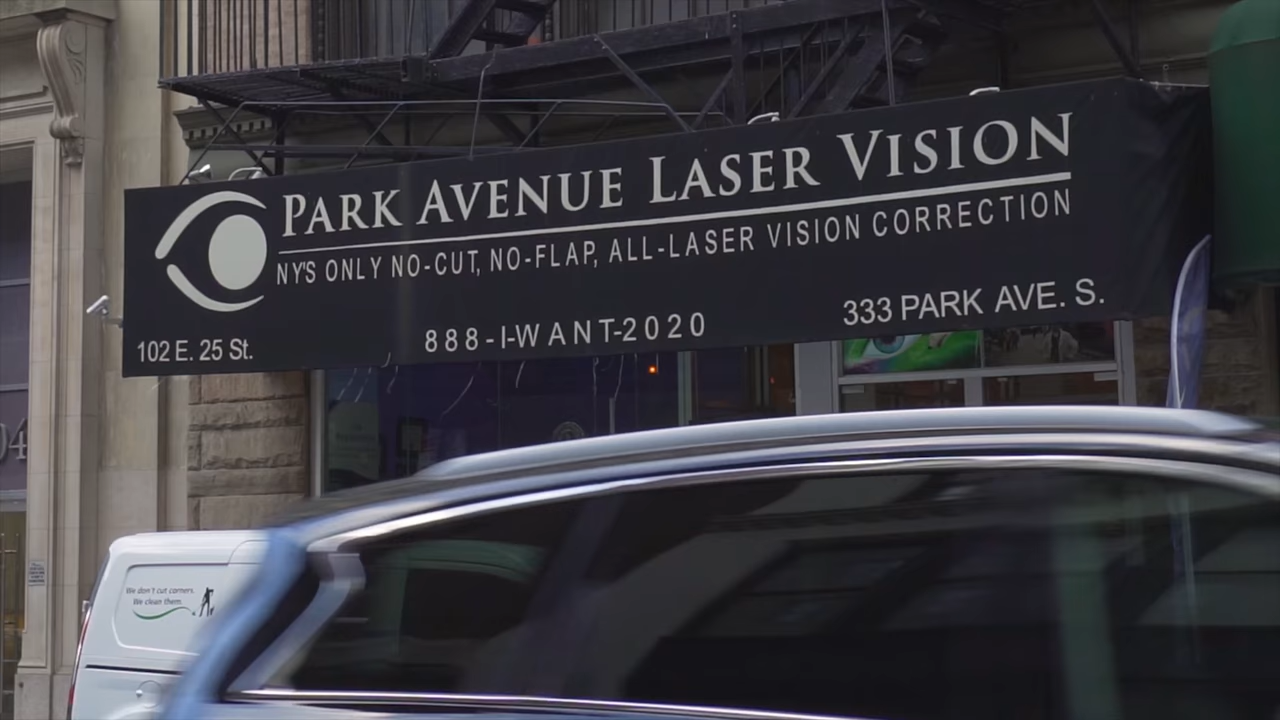 PARK AVENUE LASER VISION
NY'S ONLY NO-CUT, NO-FLAP, ALL-LASER VISION CORRECTION
102 E. 25 St.
888-I-WANT-2020
333 PARK AVE. S.
04
We don't cut corners.
We clean them.